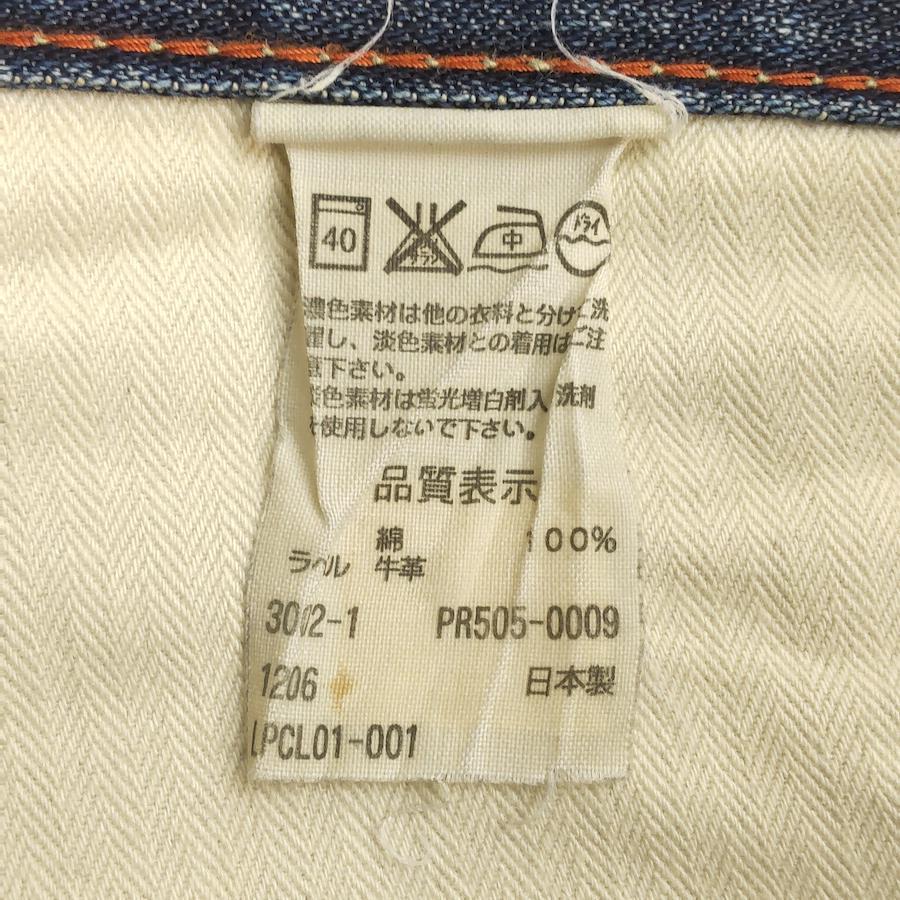 40 中 ドライ
濃色素材は他の衣料と分けご洗
濯し、淡色素材との着用はご注
意下さい。
淡色素材は蛍光増白剤入 洗剤
を使用しないで下さい。
品質表示
綿 100%
ラベル 牛革
3002-1 PR505-0009
1206 日本製
LPCL01-001